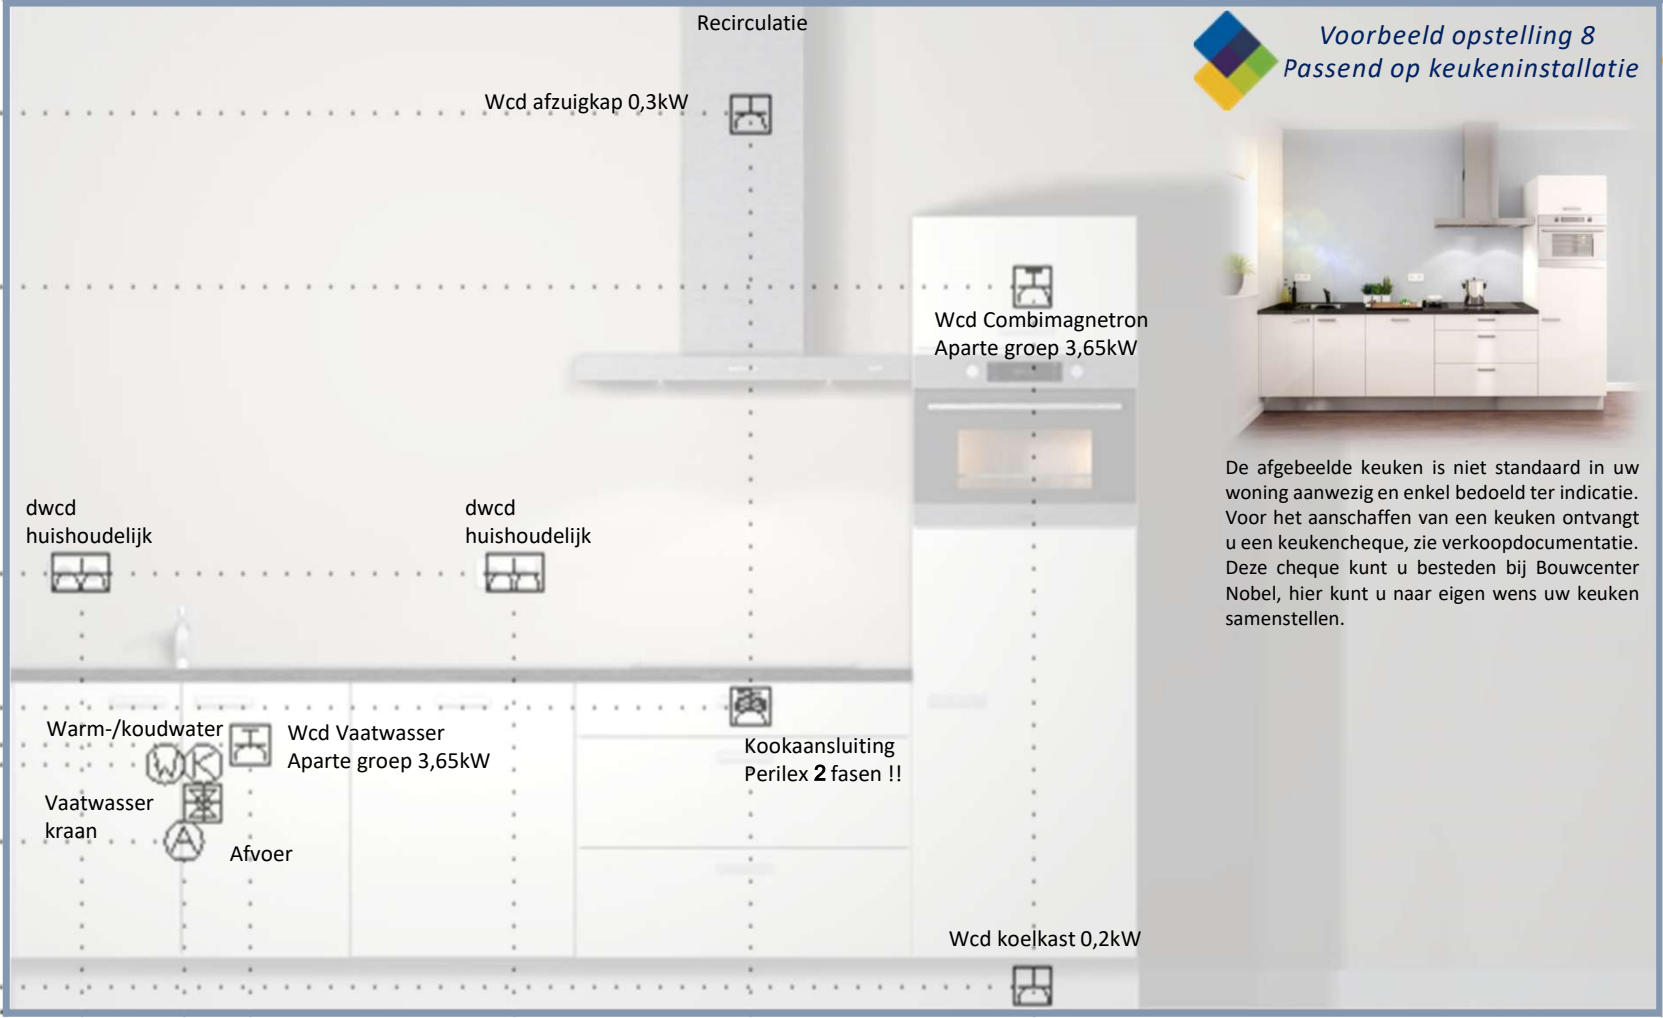 Recirculatie
Voorbeeld opstelling 8
Passend op keukeninstallatie
Wcd afzuigkap 0,3kW
Wcd Combimagnetron
Aparte groep 3,65kW
De afgebeelde keuken is niet standaard in uw
woning aanwezig en enkel bedoeld ter indicatie.
Voor het aanschaffen van een keuken ontvangt
u een keukencheque, zie verkoopdocumentatie.
Deze cheque kunt u besteden bij Bouwcenter
Nobel, hier kunt u naar eigen wens uw keuken
samenstellen.
dwcd
huishoudelijk
dwcd
huishoudelijk
Warm-/koudwater
W K
Wcd Vaatwasser
Aparte groep 3,65kW
Kookaansluiting
Perilex 2 fasen !!
Vaatwasser
kraan
A
Afvoer
Wcd koelkast 0,2kW